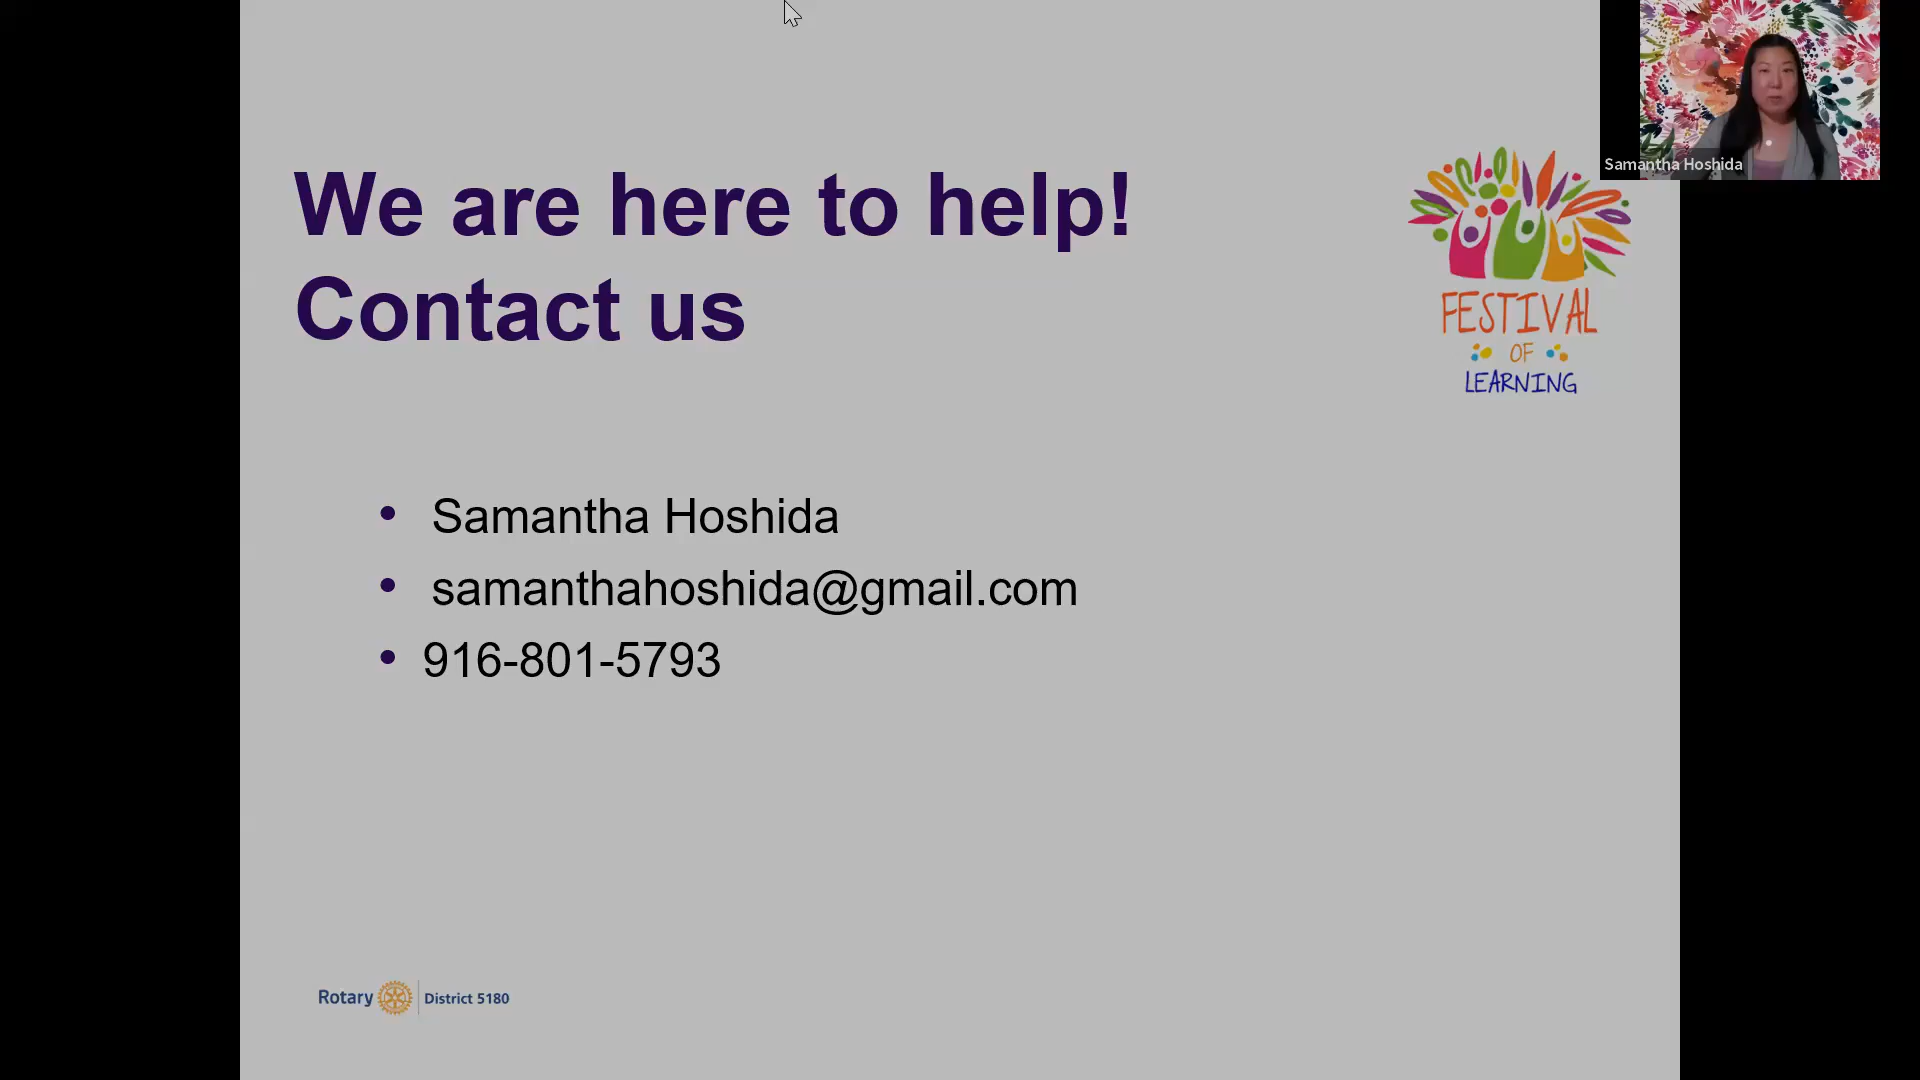 We are here to help!
Contact us
Samantha Hoshida
FESTIVAL
OF
LEARNING
• Samantha Hoshida
• samanthahoshida@gmail.com
• 916-801-5793
Rotary District 5180